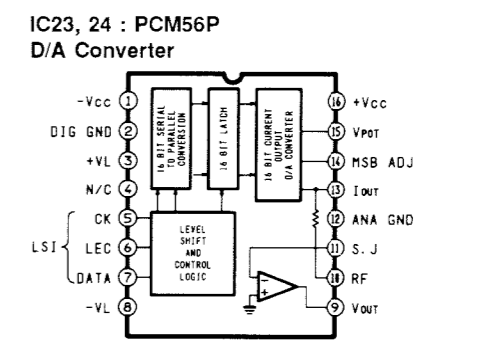 IC23, 24 : PCM56P
D/A Converter
-Vcc 1
DIG GND 2
+VL 3
N/C 4
CK 5
LSI
LEC 6
DATA 7
-VL 8
16 BIT SERIAL
TO PARALLEL
CONVERSION
16 BIT LATCH
16 BIT CURRENT
OUTPUT
D/A CONVERTER
LEVEL
SHIFT
AND
CONTROL
LOGIC
-
+
16 +Vcc
15 VPOT
14 MSB ADJ
13 IOUT
12 ANA GND
11 S.J
10 RF
9 VOUT